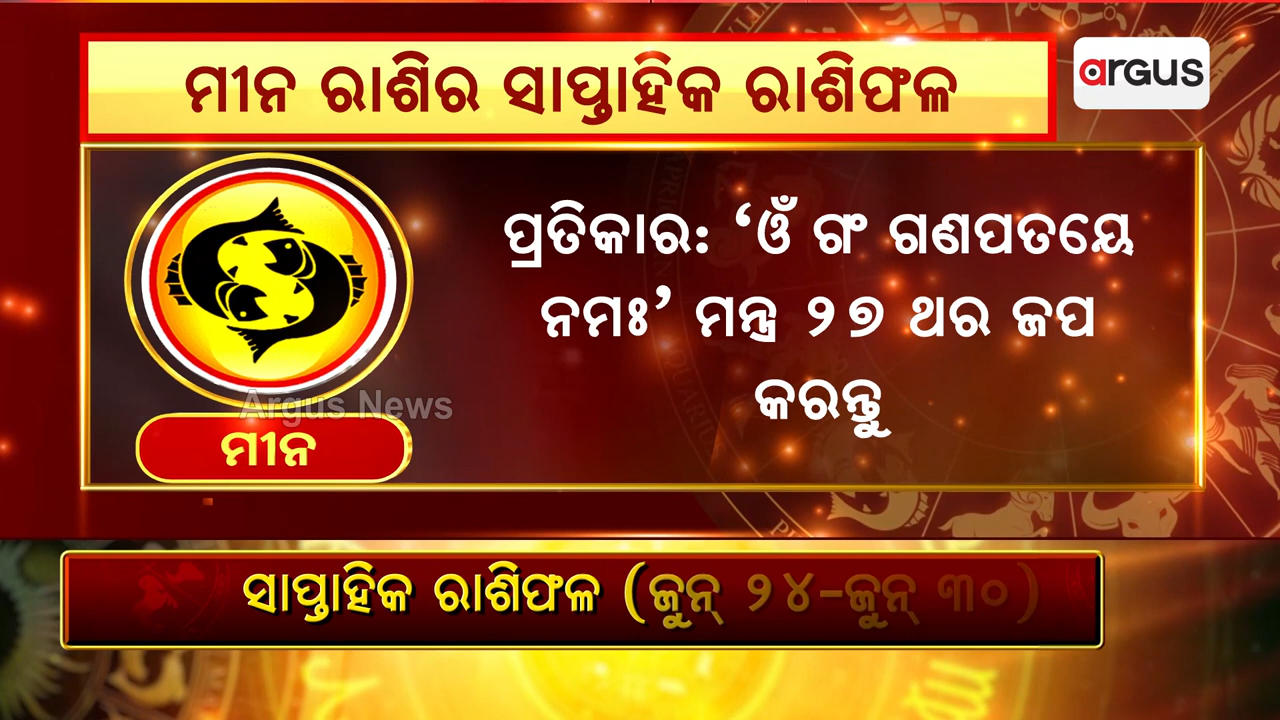 ମୀନ ରାଶିର ସାପ୍ତାହିକ ରାଶିଫଳ
argus
ପ୍ରତିକାର: ‘ଓଁ ଗଂ ଗଣପତୟେ
ନମଃ’ ମନ୍ତ୍ର ୨୭ ଥର ଜପ
କରନ୍ତୁ
Argus News
ମୀନ
ସାପ୍ତାହିକ ରାଶିଫଳ (ଜୁନ୍ ୨୪-ଜୁନ୍ ୩୦)